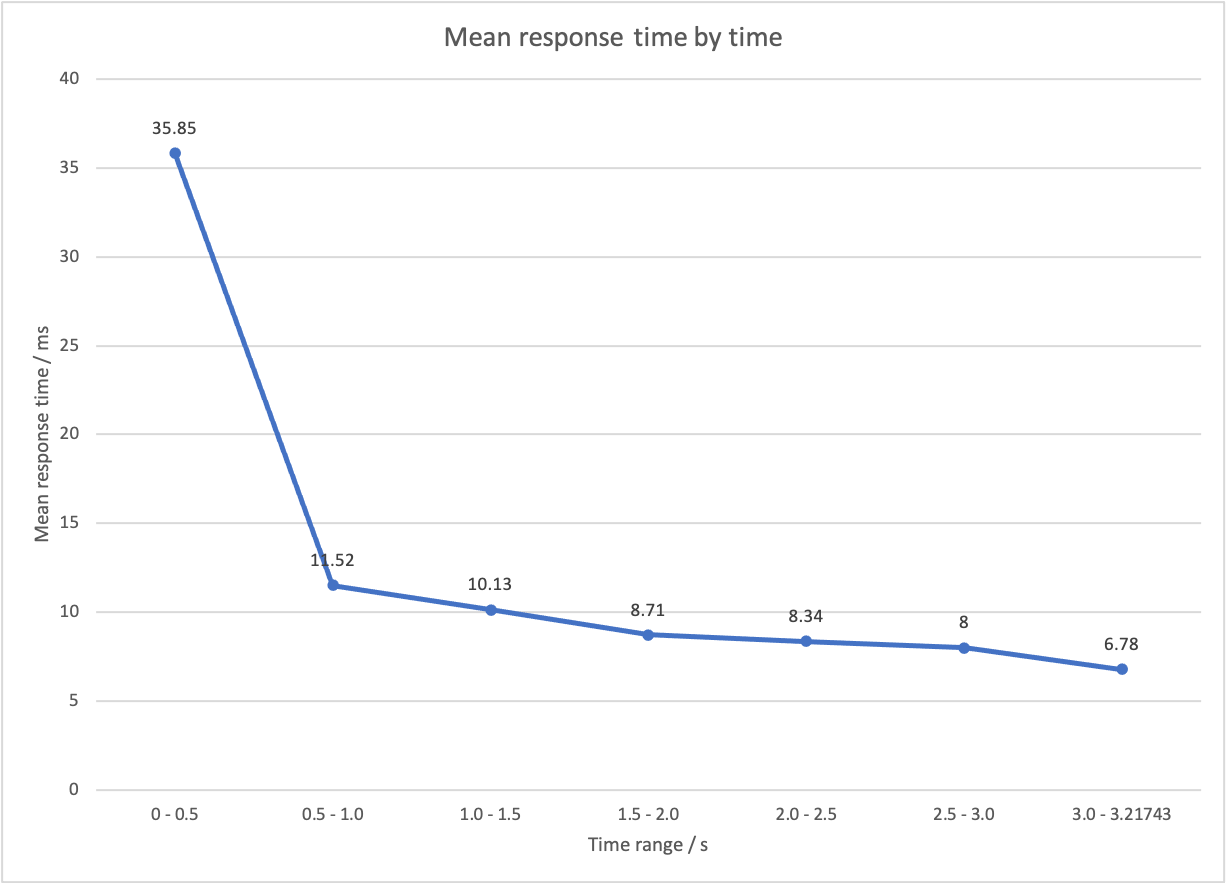 Mean response time by time
40
35
30
25
20
15
10
5
0
Mean response time / ms
35.85
11.52
10.13
8.71
8.34
8
6.78
0 - 0.5
0.5 - 1.0
1.0 - 1.5
1.5 - 2.0
2.0 - 2.5
2.5 - 3.0
3.0 - 3.21743
Time range / s